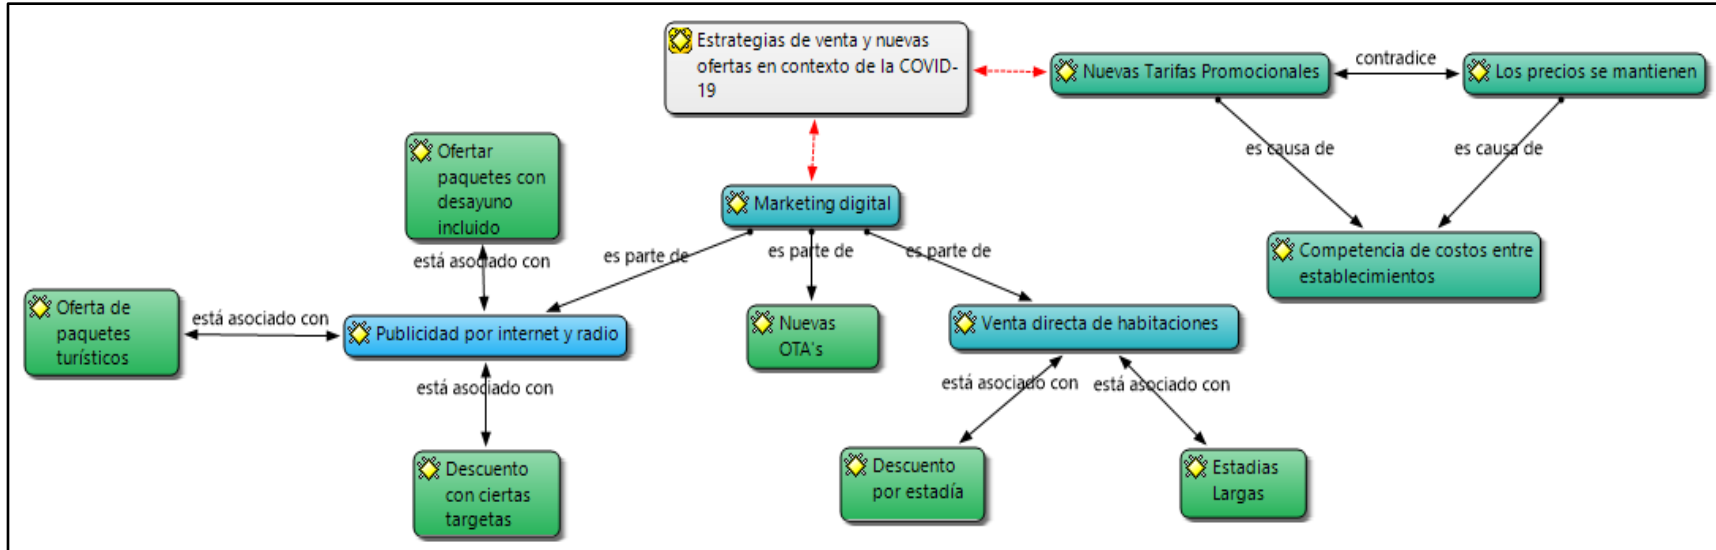 Estrategias de venta y nuevas
ofertas en contexto de la COVID-
19
Nuevas Tarifas Promocionales
contradice
Los precios se mantienen
es causa de
es causa de
Competencia de costos entre
establecimientos
Marketing digital
es parte de
es parte de
es parte de
Ofertar
paquetes con
desayuno
incluido
está asociado con
Oferta de
paquetes
turísticos
está asociado con
Publicidad por internet y radio
está asociado con
Descuento
con ciertas
targetas
Nuevas
OTA's
Venta directa de habitaciones
está asociado con
está asociado con
Descuento
por estadía
Estadias
Largas